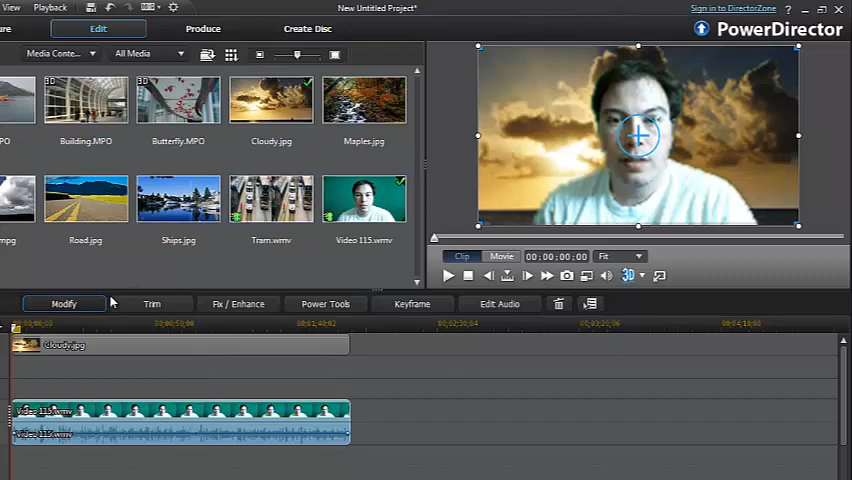 View Playback New Untitled Project* Sign in to DirectorZone ?
Edit Produce Create Disc PowerDirector
Media Conte... All Media
3D 3D
Building.MPO Butterfly.MPO Cloudy.jpg Maples.jpg
Road.jpg Ships.jpg Tram.wmv Video 115.wmv
Clip Movie 00:00:00:00 Fit
3D
Modify Trim Fix / Enhance Power Tools Keyframe Edit Audio
Cloudy.jpg
Video 115.wmv
Video 115.wmv